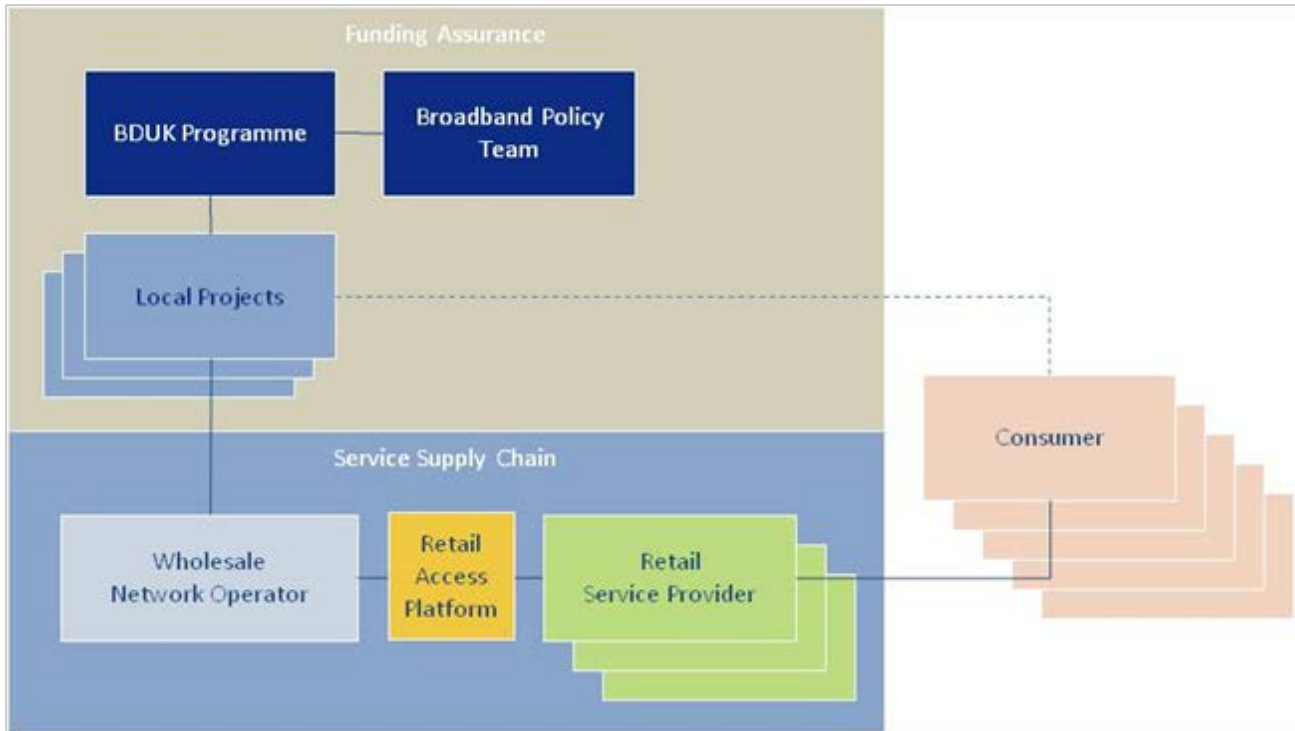 Funding Assurance
BDUK Programme
Broadband Policy
Team
Local Projects
Consumer
Service Supply Chain
Wholesale
Network Operator
Retail
Access
Platform
Retail
Service Provider